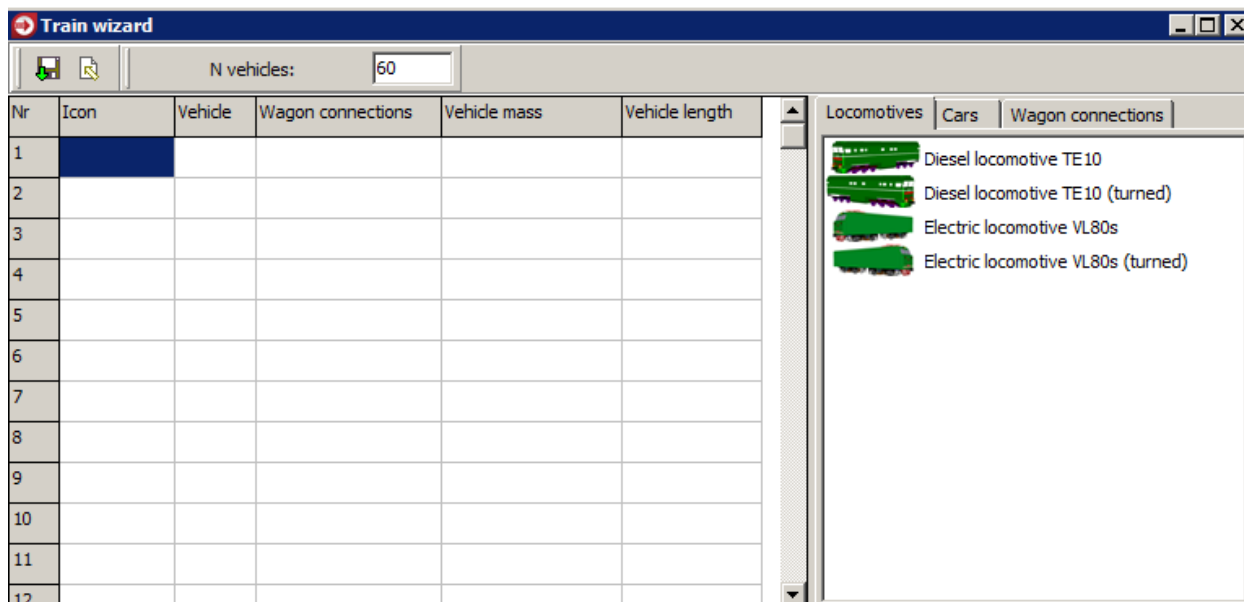 Train wizard
N vehicles: 60
Nr Icon Vehicle Wagon connections Vehicle mass Vehicle length
1
2
3
4
5
6
7
8
9
10
11
12
Locomotives Cars Wagon connections
Diesel locomotive TE10
Diesel locomotive TE10 (turned)
Electric locomotive VL80s
Electric locomotive VL80s (turned)